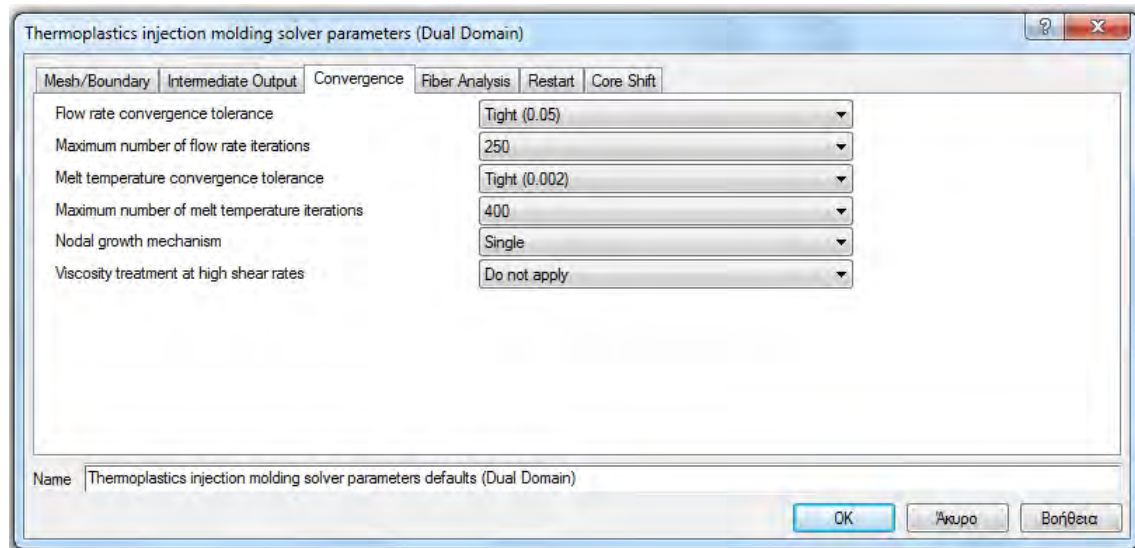 Thermoplastics injection molding solver parameters (Dual Domain)
Mesh/Boundary Intermediate Output Convergence Fiber Analysis Restart Core Shift
Flow rate convergence tolerance Tight (0.05)
Maximum number of flow rate iterations 250
Melt temperature convergence tolerance Tight (0.002)
Maximum number of melt temperature iterations 400
Nodal growth mechanism Single
Viscosity treatment at high shear rates Do not apply
Name Thermoplastics injection molding solver parameters defaults (Dual Domain)
OK Άκυρο Βοήθεια